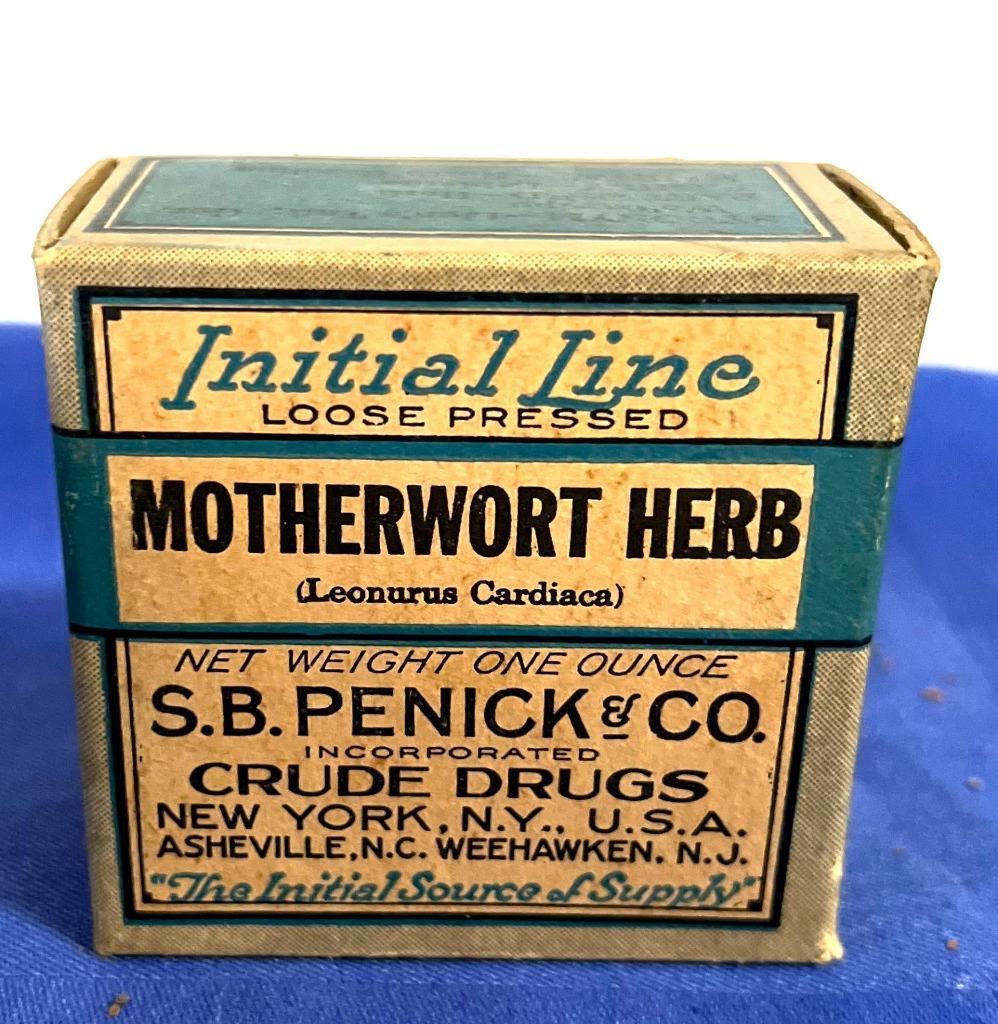 Initial Line
LOOSE PRESSED
MOTHERWORT HERB
(Leonurus Cardiaca)
NET WEIGHT ONE OUNCE
S.B. PENICK & CO.
INCORPORATED
CRUDE DRUGS
NEW YORK, N.Y., U.S.A.
ASHEVILLE, N.C. WEEHAWKEN, N.J.
"The Initial Source of Supply"